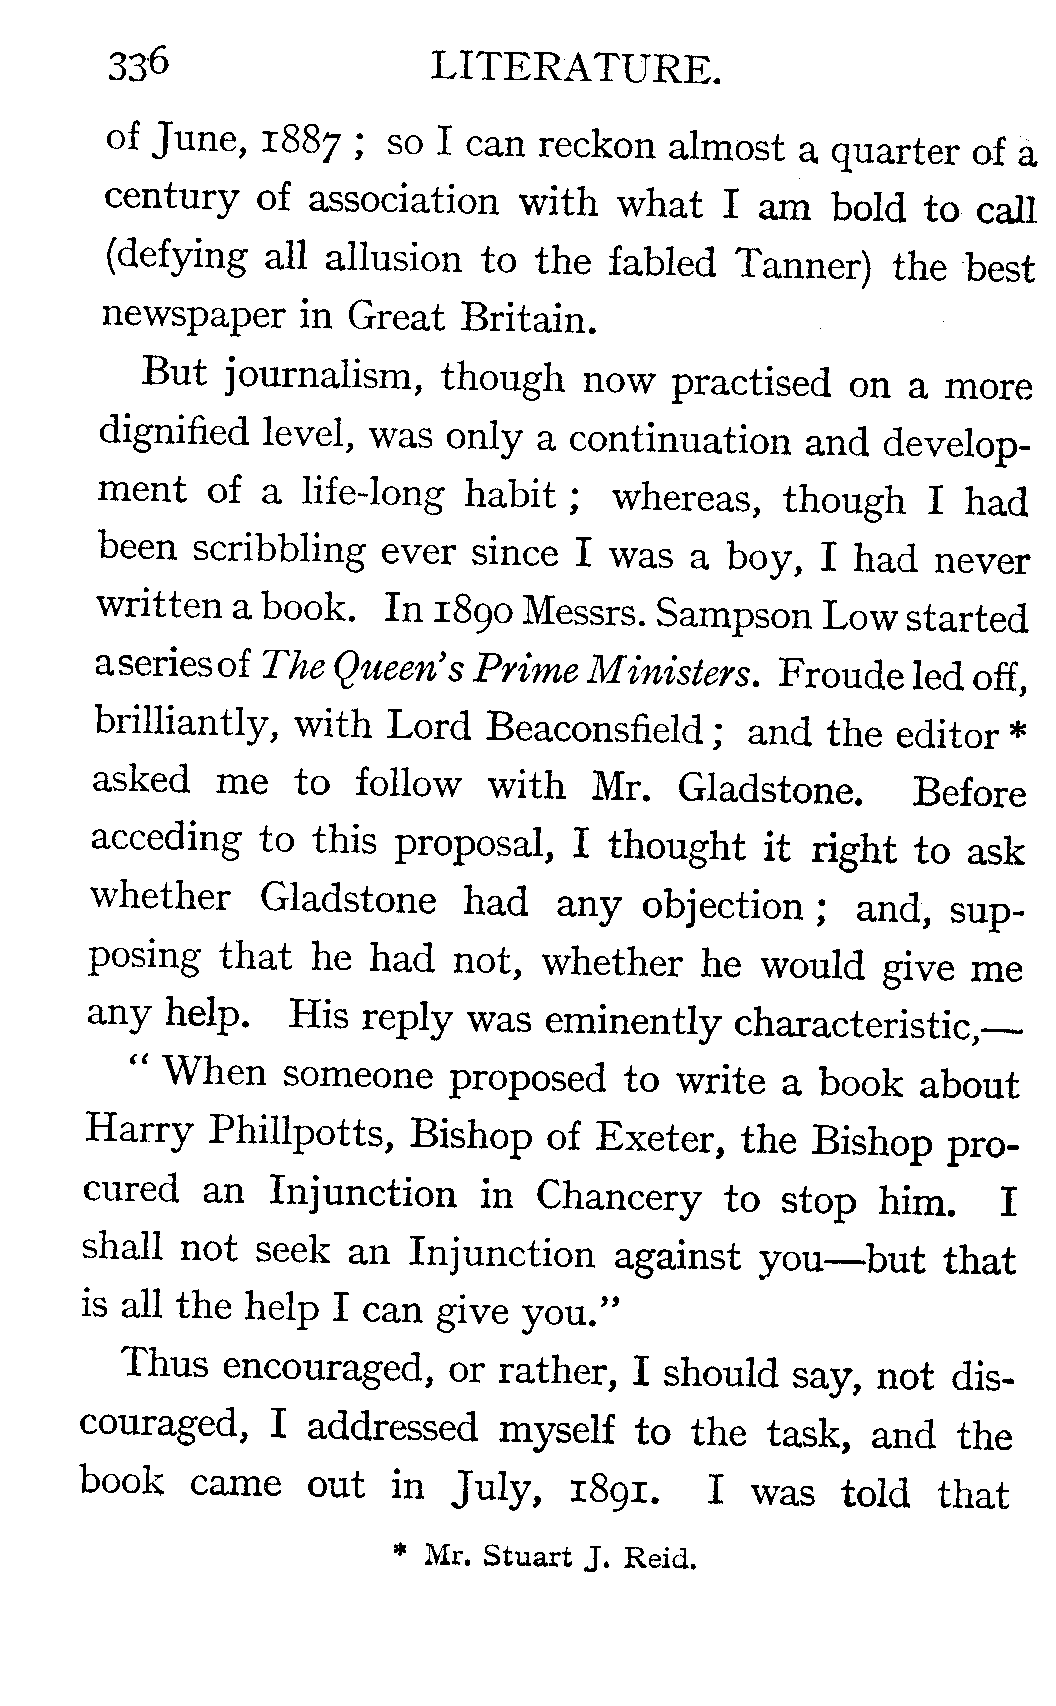 336 LITERATURE.
of June, 1887 ; so I can reckon almost a quarter of a
century of association with what I am bold to call
(defying all allusion to the fabled Tanner) the best
newspaper in Great Britain.
But journalism, though now practised on a more
dignified level, was only a continuation and develop-
ment of a life-long habit ; whereas, though I had
been scribbling ever since I was a boy, I had never
written a book. In 1890 Messrs. Sampson Low started
a series of The Queen's Prime Ministers. Froude led off,
brilliantly, with Lord Beaconsfield ; and the editor *
asked me to follow with Mr. Gladstone. Before
acceding to this proposal, I thought it right to ask
whether Gladstone had any objection ; and, sup-
posing that he had not, whether he would give me
any help. His reply was eminently characteristic,—
“ When someone proposed to write a book about
Harry Phillpotts, Bishop of Exeter, the Bishop pro-
cured an Injunction in Chancery to stop him. I
shall not seek an Injunction against you—but that
is all the help I can give you.”
Thus encouraged, or rather, I should say, not dis-
couraged, I addressed myself to the task, and the
book came out in July, 1891. I was told that
* Mr. Stuart J. Reid.